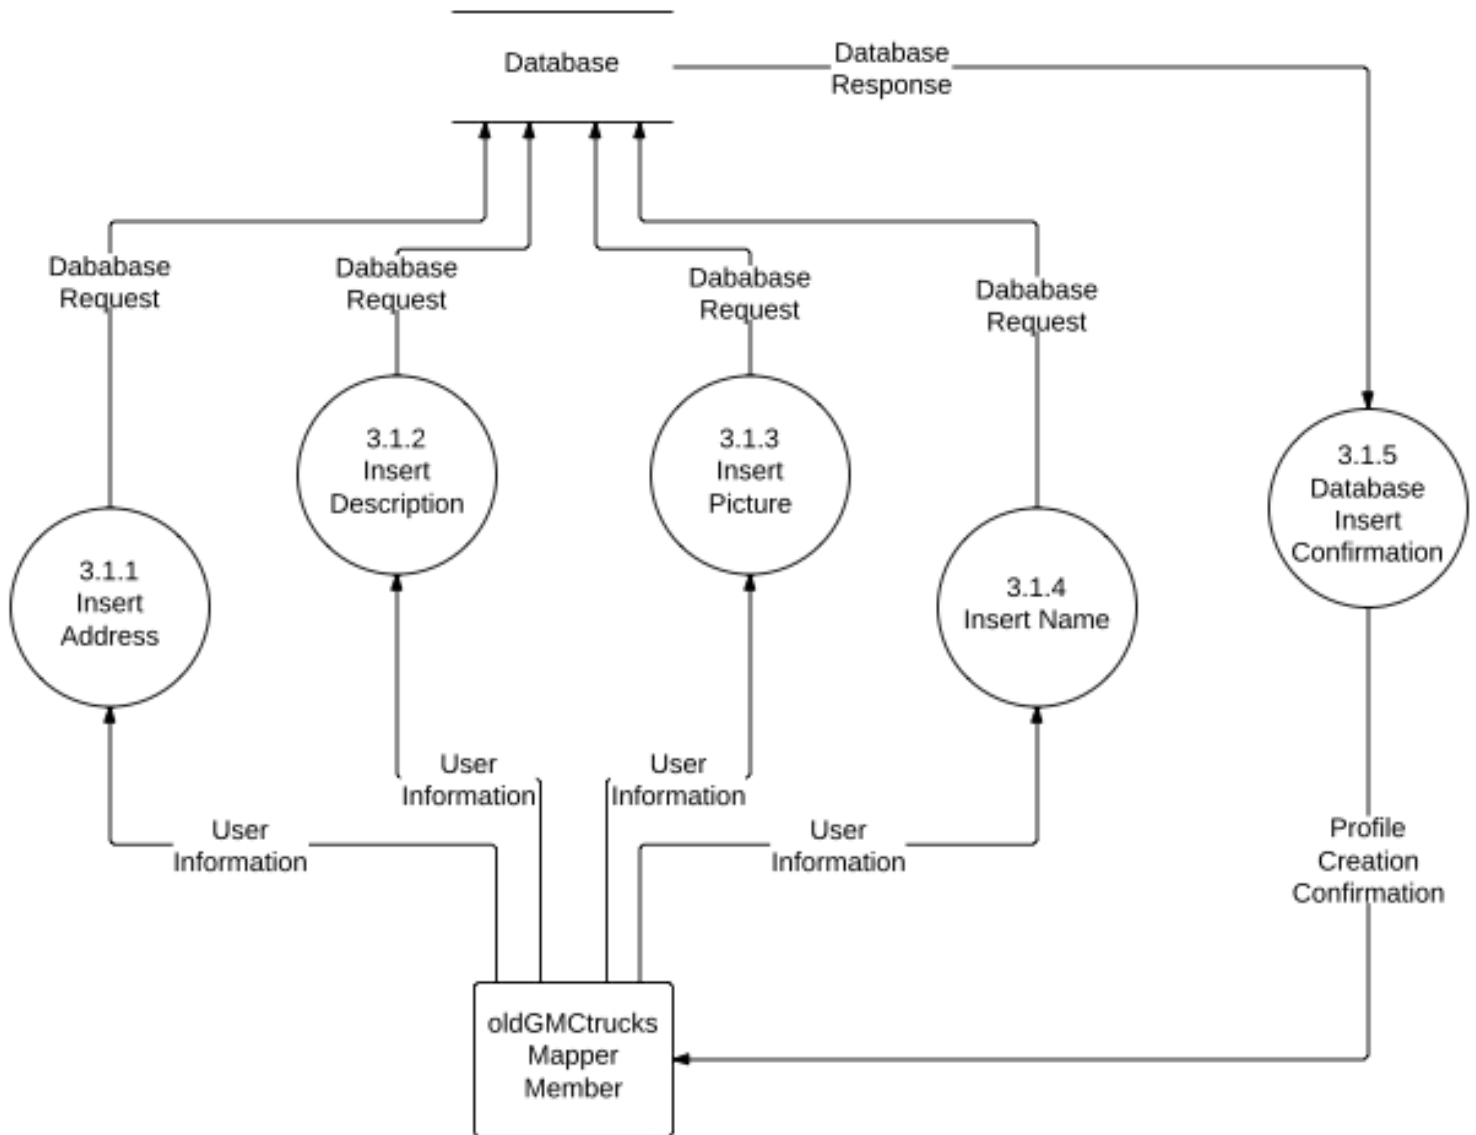 Database
Database
Response
Dababase
Request
Dababase
Request
Dababase
Request
Dababase
Request
3.1.1
Insert
Address
3.1.2
Insert
Description
3.1.3
Insert
Picture
3.1.4
Insert Name
3.1.5
Database
Insert
Confirmation
User
Information
User
Information
User
Information
User
Information
Profile
Creation
Confirmation
oldGMCtrucks
Mapper
Member